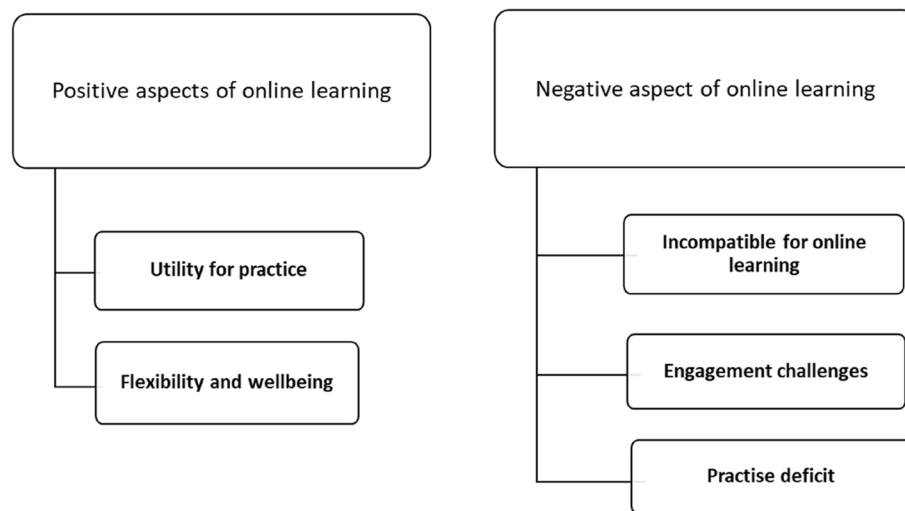 Positive aspects of online learning
Utility for practice
Flexibility and wellbeing
Negative aspect of online learning
Incompatible for online
learning
Engagement challenges
Practise deficit